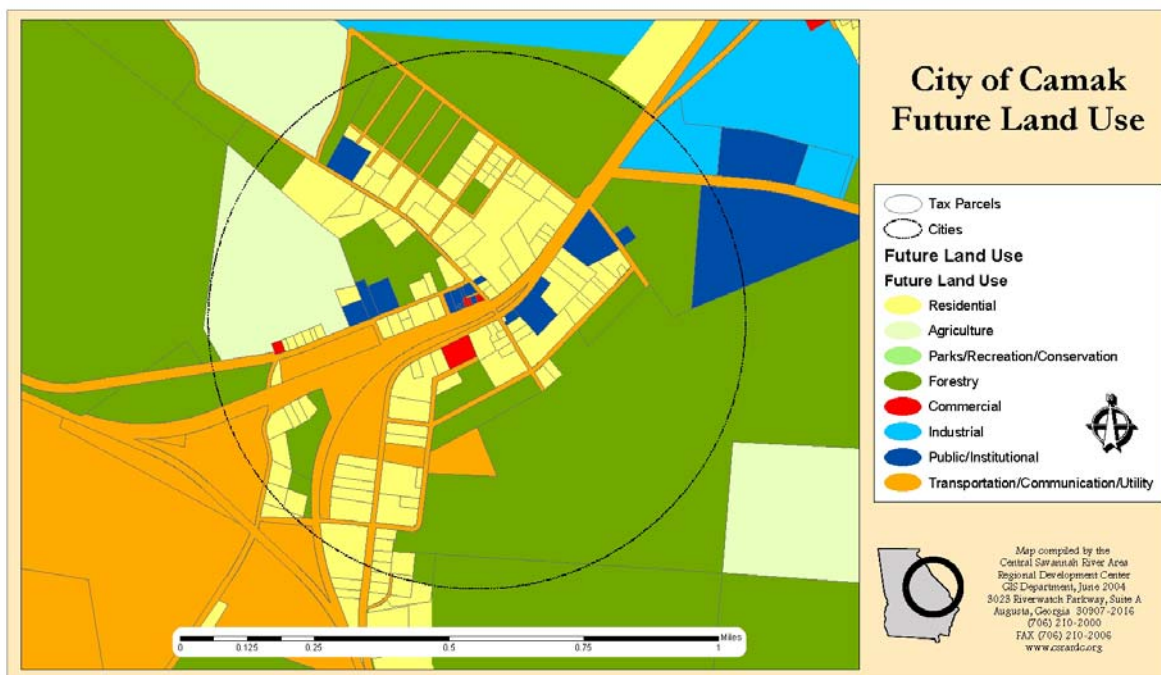 City of Camak
Future Land Use
Tax Parcels
Cities
Future Land Use
Future Land Use
Residential
Agriculture
Parks/Recreation/Conservation
Forestry
Commercial
Industrial
Public/Institutional
Transportation/Communication/Utility
Map compiled by the
Central Savannah River Area
Regional Development Center
GIS Department, June 2004
3023 Riverwatch Parkway, Suite A
Augusta, Georgia 30907-2016
(706) 210-2000
FAX (706) 210-2006
www.csrardc.org
Miles
0 0.125 0.25 0.5 0.75 1